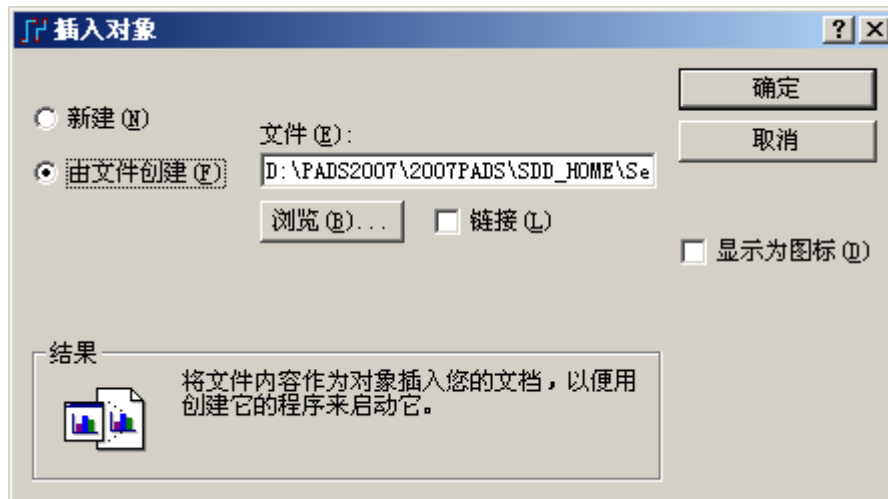 插入对象
新建(N)
由文件创建(F)
文件(E):
D:\PADS2007\2007PADS\SDD_HOME\Se
浏览(B)...
链接(L)
确定
取消
显示为图标(D)
结果
将文件内容作为对象插入您的文档，以便用
创建它的程序来启动它。